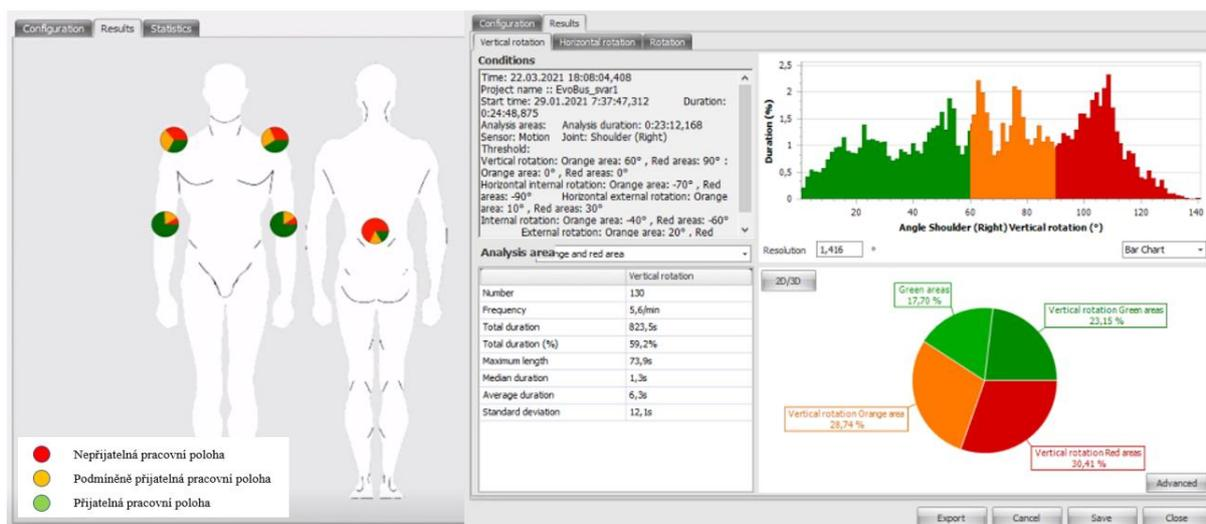 Configuration Results Statistics
Nepřijatelná pracovní poloha
Podmíněně přijatelná pracovní poloha
Přijatelná pracovní poloha
Configuration Results
Vertical rotation Horizontal rotation Rotation
Conditions
Time: 22.03.2021 18:08:04,408
Project name :: EvoBus_svar1
Start time: 29.01.2021 7:37:47,312 Duration:
0:24:48,875
Analysis areas: Analysis duration: 0:23:12,168
Sensor: Motion Joint: Shoulder (Right)
Threshold:
Vertical rotation: Orange area: 60° , Red areas: 90° :
Orange area: 0° , Red areas: 0°
Horizontal internal rotation: Orange area: -70° , Red
areas: -90° Horizontal external rotation: Orange
area: 10° , Red areas: 30°
Internal rotation: Orange area: -40° , Red areas: -60°
External rotation: Orange area: 20° , Red
Analysis area nge and red area
Vertical rotation
Number 130
Frequency 5,6/min
Total duration 823,5s
Total duration (%) 59,2%
Maximum length 73,9s
Median duration 1,3s
Average duration 6,3s
Standard deviation 12,1s
Duration (%)
2,5
2
1,5
1
0,5
0
20 40 60 80 100 120 140
Angle Shoulder (Right) Vertical rotation (°)
Resolution 1,416 ° Bar Chart
2D/3D
Green areas
17,70 %
Vertical rotation Green areas
23,15 %
Vertical rotation Orange area
28,74 %
Vertical rotation Red areas
30,41 %
Advanced
Export Cancel Save Close